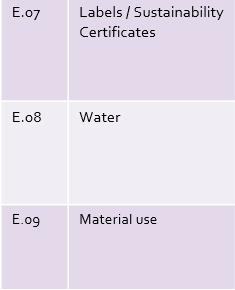 E.07 Labels / Sustainability
Certificates
E.08 Water
E.09 Material use